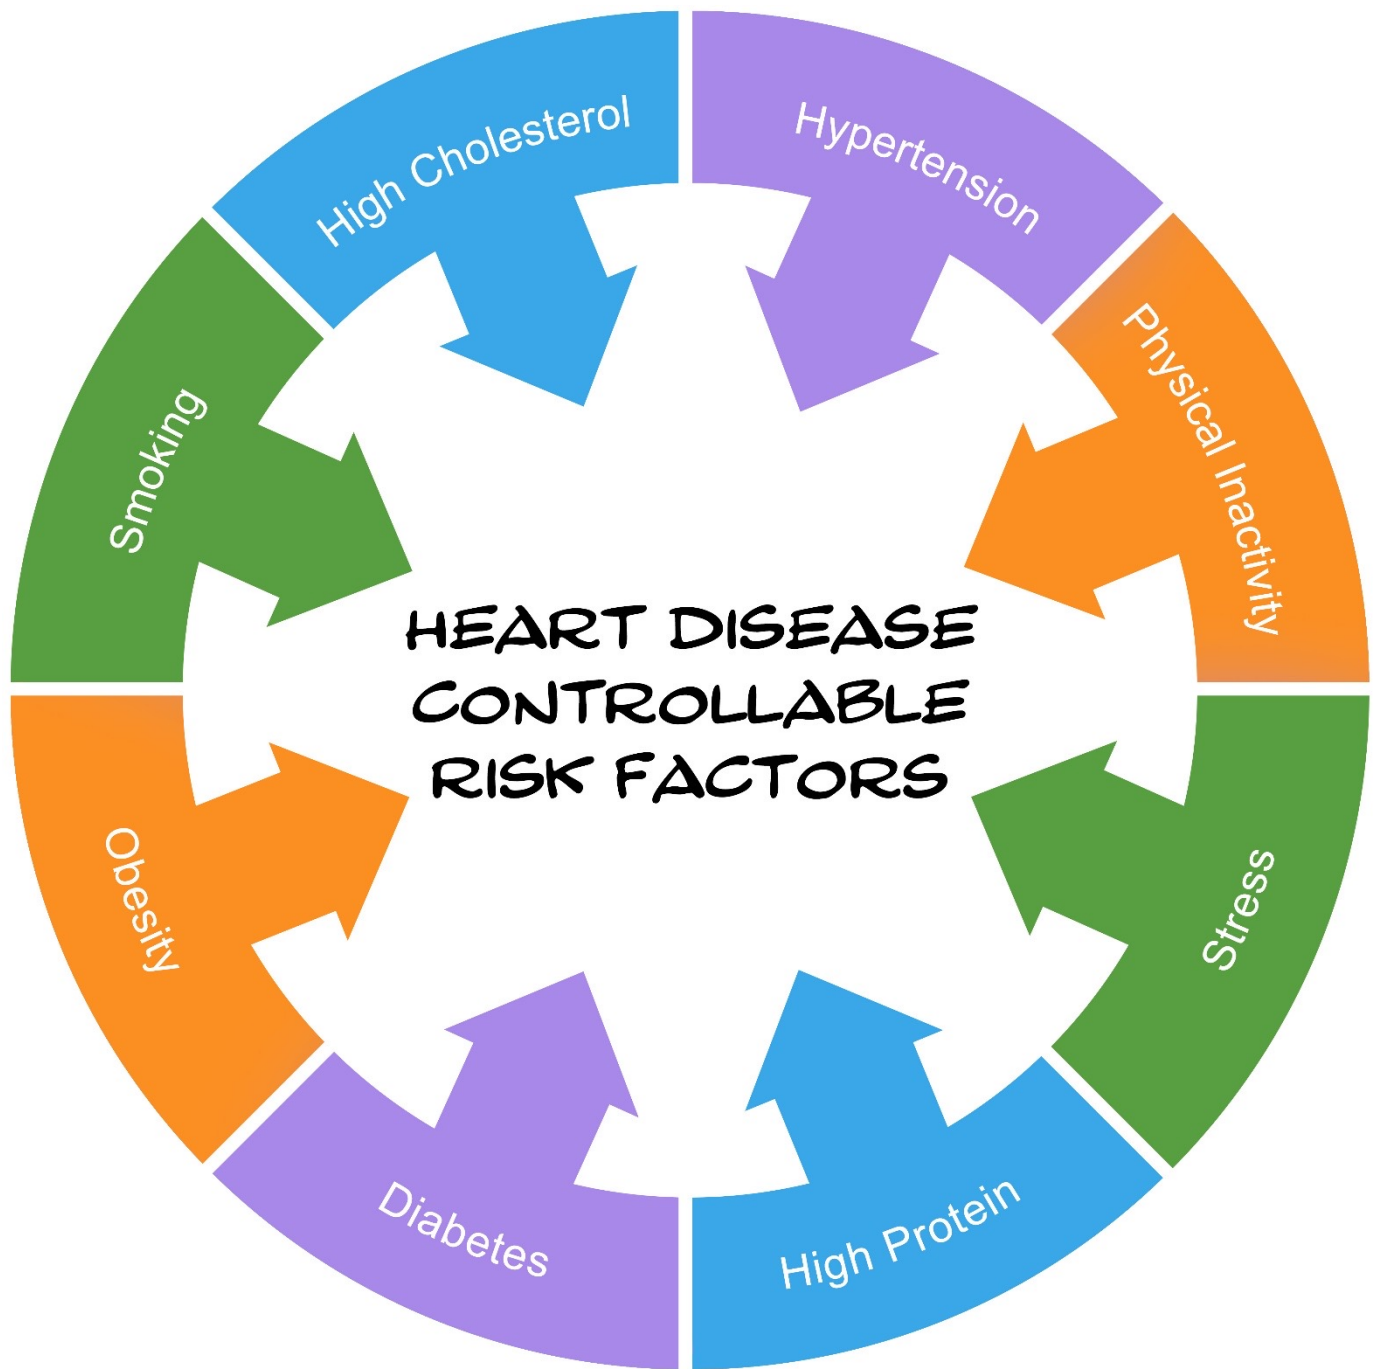 High Cholesterol
Hypertension
Physical Inactivity
Smoking
HEART DISEASE
CONTROLLABLE
RISK FACTORS
Obesity
Stress
Diabetes
High Protein